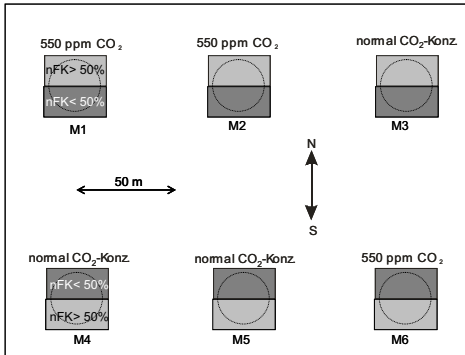 550 ppm CO₂
550 ppm CO₂
normal CO₂-Konz.
nFK> 50%
nFK< 50%
M1
M2
M3
N
50 m
S
normal CO₂-Konz.
normal CO₂-Konz.
550 ppm CO₂
nFK< 50%
nFK> 50%
M4
M5
M6